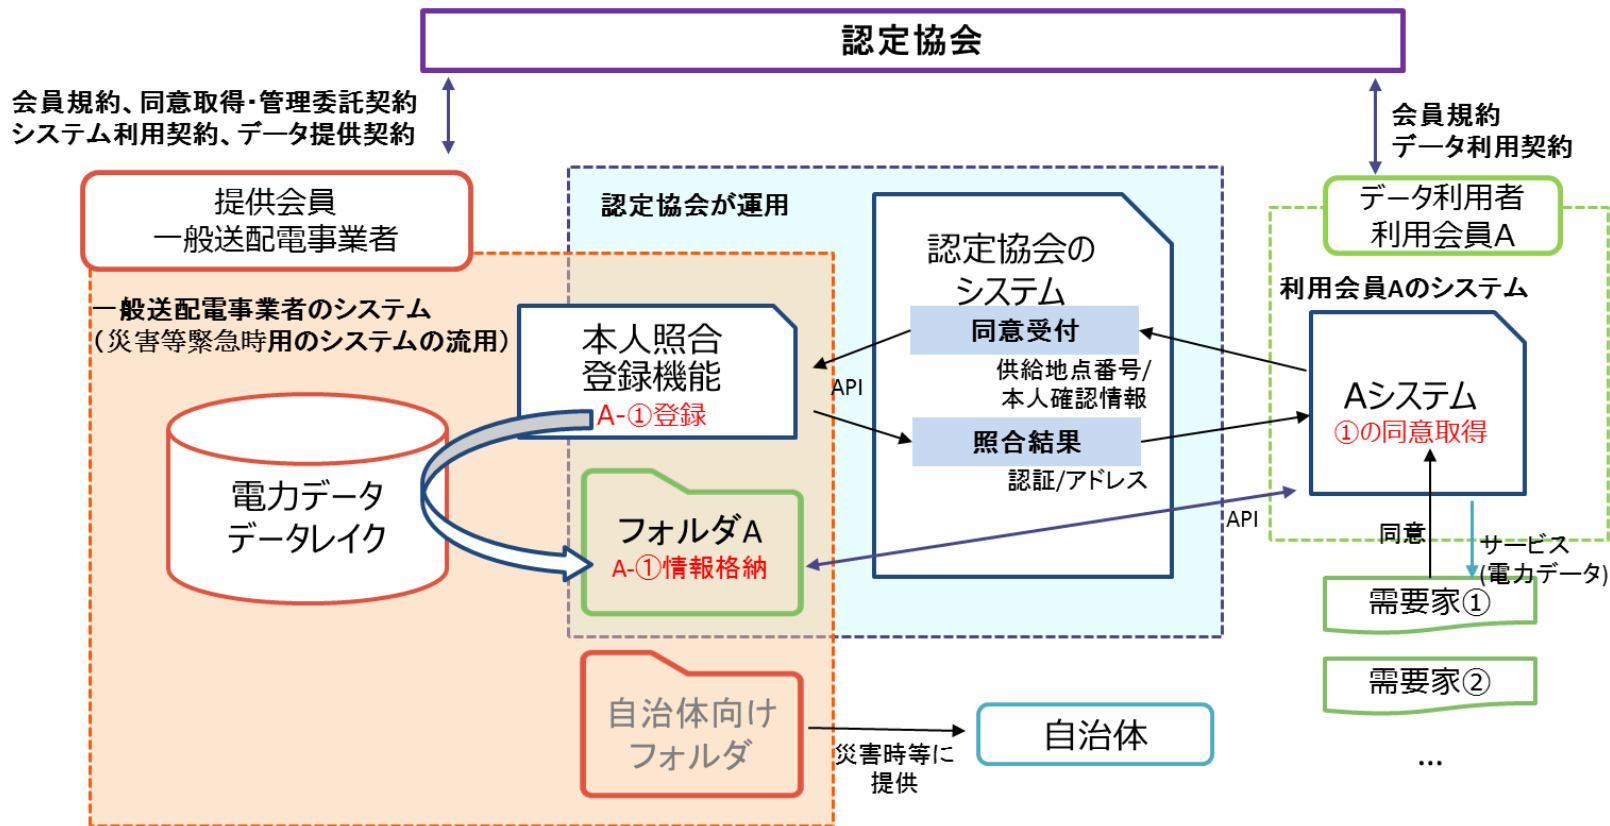 認定協会
会員規約、同意取得・管理委託契約
システム利用契約、データ提供契約
会員規約
データ利用契約
提供会員
一般送配電事業者
認定協会が運用
データ利用者
利用会員A
一般送配電事業者のシステム
（災害等緊急時用のシステムの流用）
認定協会の
システム
利用会員Aのシステム
本人照合
登録機能
A-①登録
同意受付
供給地点番号/
本人確認情報
API
照合結果
認証/アドレス
Aシステム
①の同意取得
電力データ
データレイク
フォルダA
A-①情報格納
API
同意
サービス
(電力データ)
需要家①
需要家②
自治体向け
フォルダ
災害時等に
提供
自治体
…